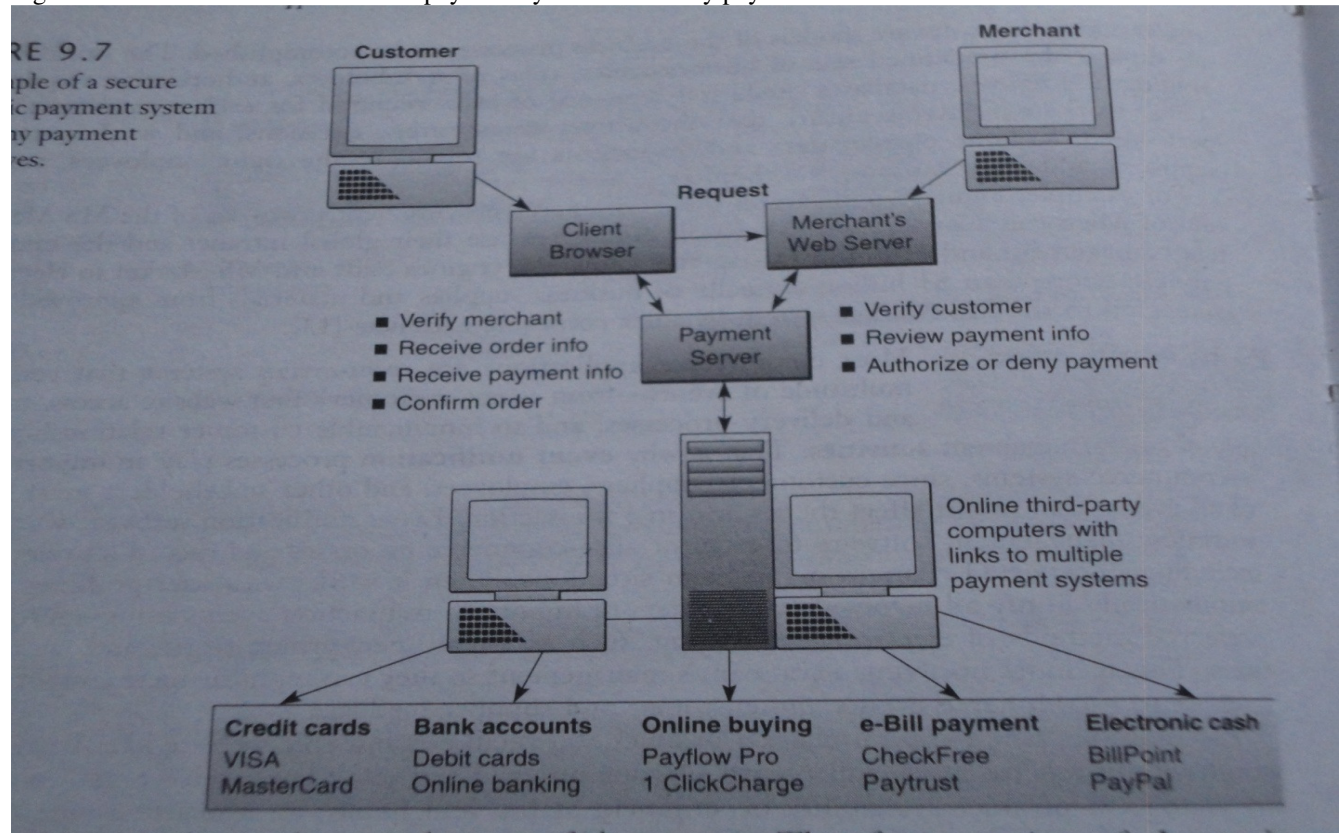 RE 9.7
ple of a secure
ic payment system
ny payment
es.
Customer
Merchant
Request
Client
Browser
Merchant's
Web Server
■ Verify merchant
■ Receive order info
■ Receive payment info
■ Confirm order
Payment
Server
■ Verify customer
■ Review payment info
■ Authorize or deny payment
Online third-party
computers with
links to multiple
payment systems
Credit cards
VISA
MasterCard
Bank accounts
Debit cards
Online banking
Online buying
Payflow Pro
1 ClickCharge
e-Bill payment
CheckFree
Paytrust
Electronic cash
BillPoint
PayPal